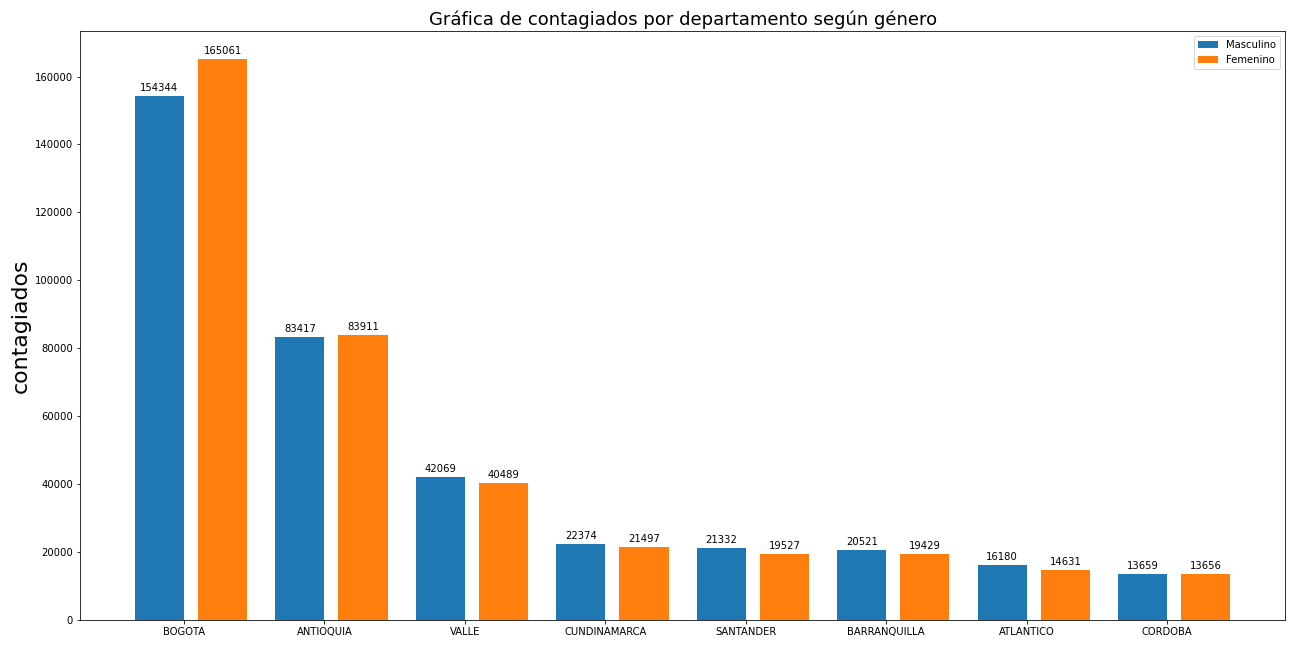 Gráfica de contagiados por departamento según género
Masculino
Femenino
contagiados
160000
140000
120000
100000
80000
60000
40000
20000
0
154344
165061
83417
83911
42069
40489
22374
21497
21332
19527
20521
19429
16180
14631
13659
13656
BOGOTA
ANTIOQUIA
VALLE
CUNDINAMARCA
SANTANDER
BARRANQUILLA
ATLANTICO
CORDOBA